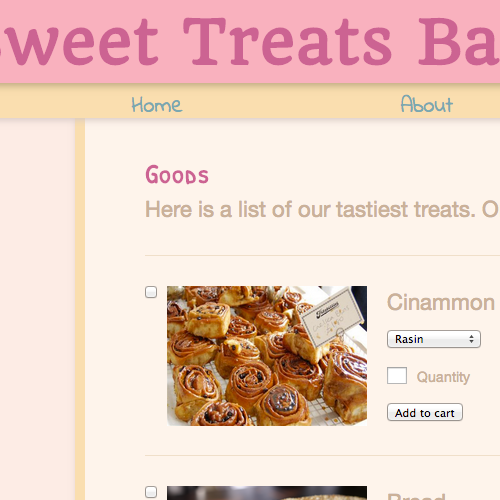 Sweet Treats Ba
Home About
Goods
Here is a list of our tastiest treats. O
Cinammon
Rasin
Quantity
Add to cart
Bread